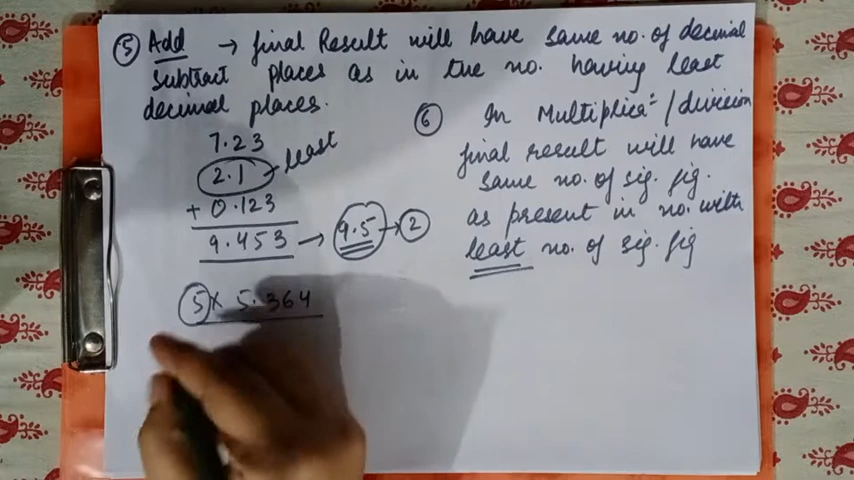 ⑤ Add → final Result will have same no. of decimal
Subtract places as in the no. having least
decimal places.
7.23
2.1 least
+ 0.123
9.453 → 9.5 → ②
5 x 5.364
⑥ In Multiplicaⁿ / division
final result will have
same no. of sig. fig.
as present in no. with
least no. of sig. fig